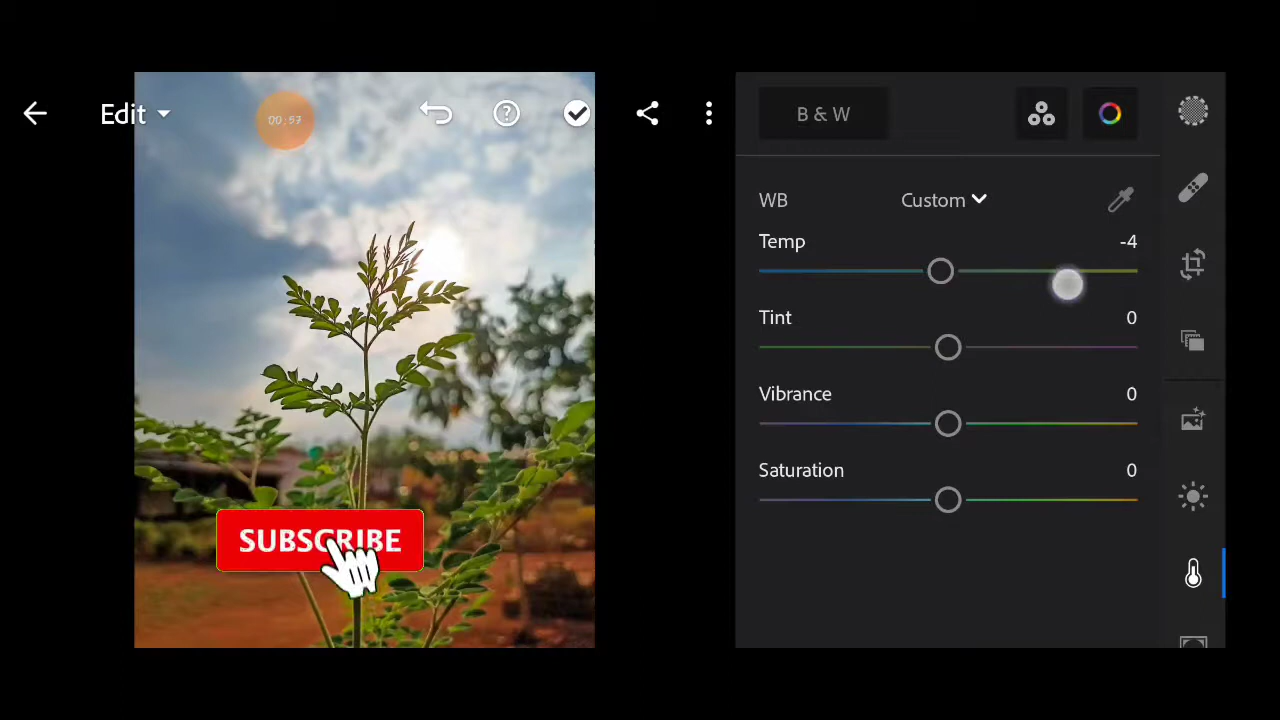 Edit
00:57
B & W
WB Custom
Temp -4
Tint 0
Vibrance 0
Saturation 0
SUBSCRIBE